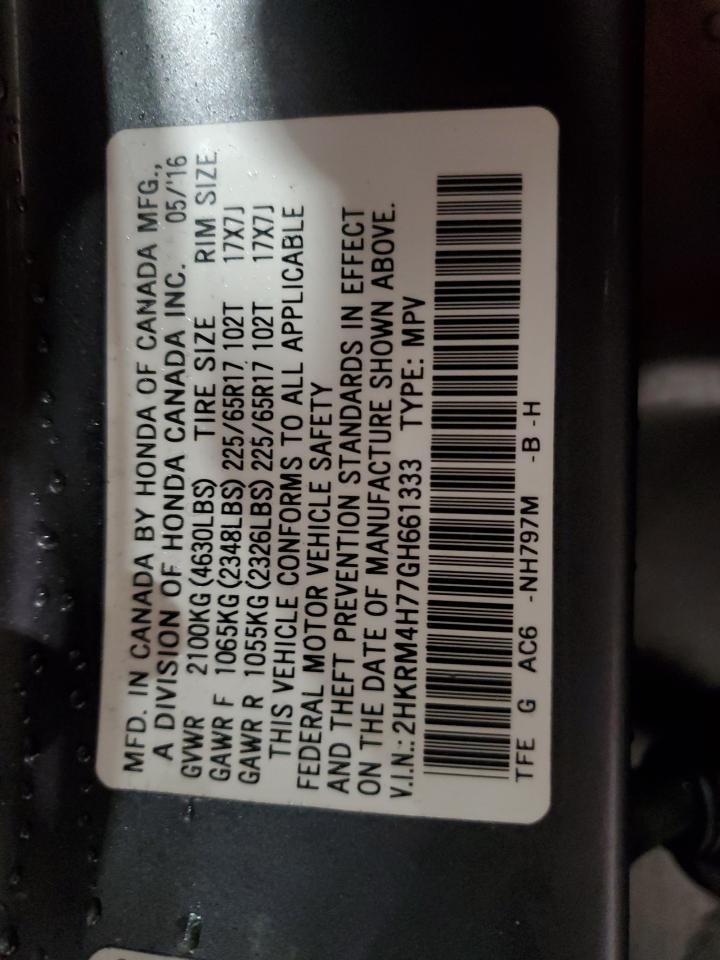 MFD. IN CANADA BY HONDA OF CANADA MFG.,
A DIVISION OF HONDA CANADA INC. 05/'16
GVWR 2100KG (4630LBS) TIRE SIZE RIM SIZE
GAWR F 1065KG (2348LBS) 225/65R17 102T 17X7J
GAWR R 1055KG (2326LBS) 225/65R17 102T 17X7J
THIS VEHICLE CONFORMS TO ALL APPLICABLE
FEDERAL MOTOR VEHICLE SAFETY
AND THEFT PREVENTION STANDARDS IN EFFECT
ON THE DATE OF MANUFACTURE SHOWN ABOVE.
V.I.N.: 2HKRM4H77GH661333 TYPE: MPV
TFE G AC6 -NH797M -B -H